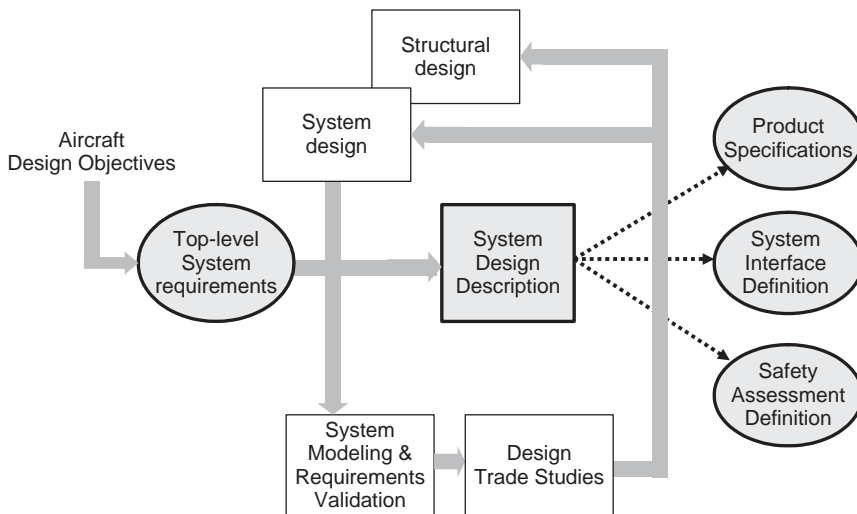 Structural
design
System
design
Aircraft
Design Objectives
Top-level
System
requirements
System
Design
Description
Product
Specifications
System
Interface
Definition
Safety
Assessment
Definition
System
Modeling &
Requirements
Validation
Design
Trade Studies